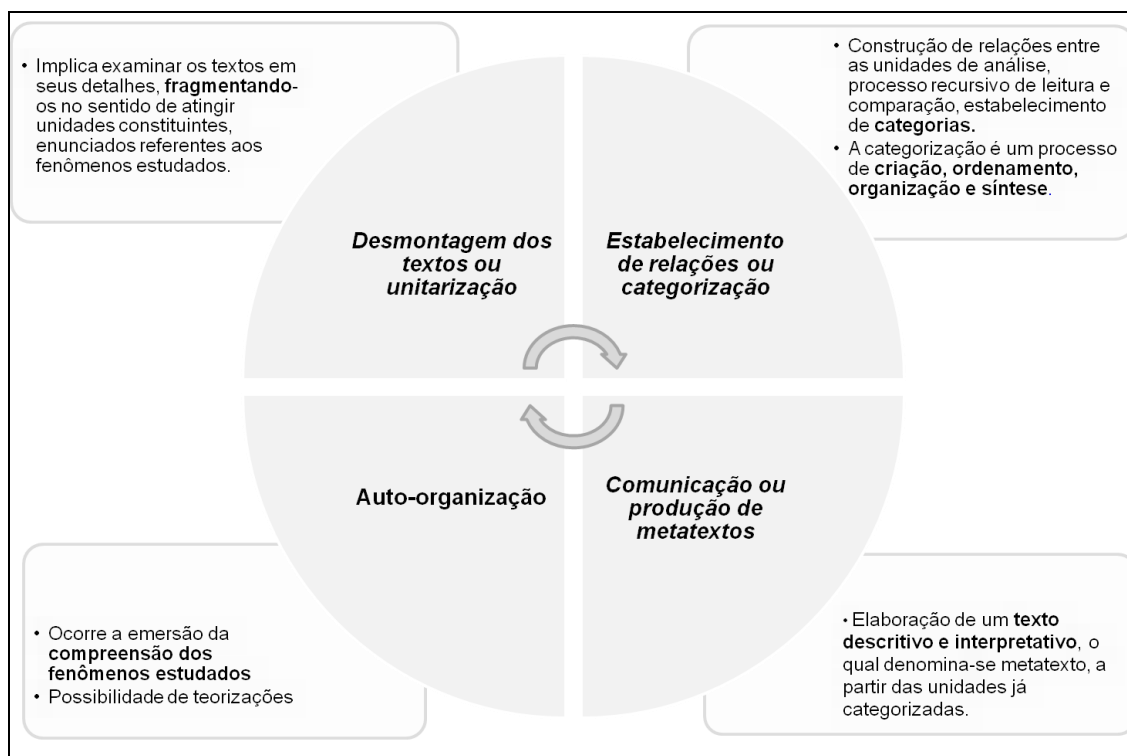 • Implica examinar os textos em
seus detalhes, fragmentando-
os no sentido de atingir
unidades constituintes,
enunciados referentes aos
fenômenos estudados.
• Construção de relações entre
as unidades de análise,
processo recursivo de leitura e
comparação, estabelecimento
de categorias.
• A categorização é um processo
de criação, ordenamento,
organização e síntese.
Desmontagem dos
textos ou
unitarização
Estabelecimento
de relações ou
categorização
Auto-organização
Comunicação ou
produção de
metatextos
• Ocorre a emersão da
compreensão dos
fenômenos estudados
• Possibilidade de teorizações
• Elaboração de um texto
descritivo e interpretativo, o
qual denomina-se metatexto, a
partir das unidades já
categorizadas.